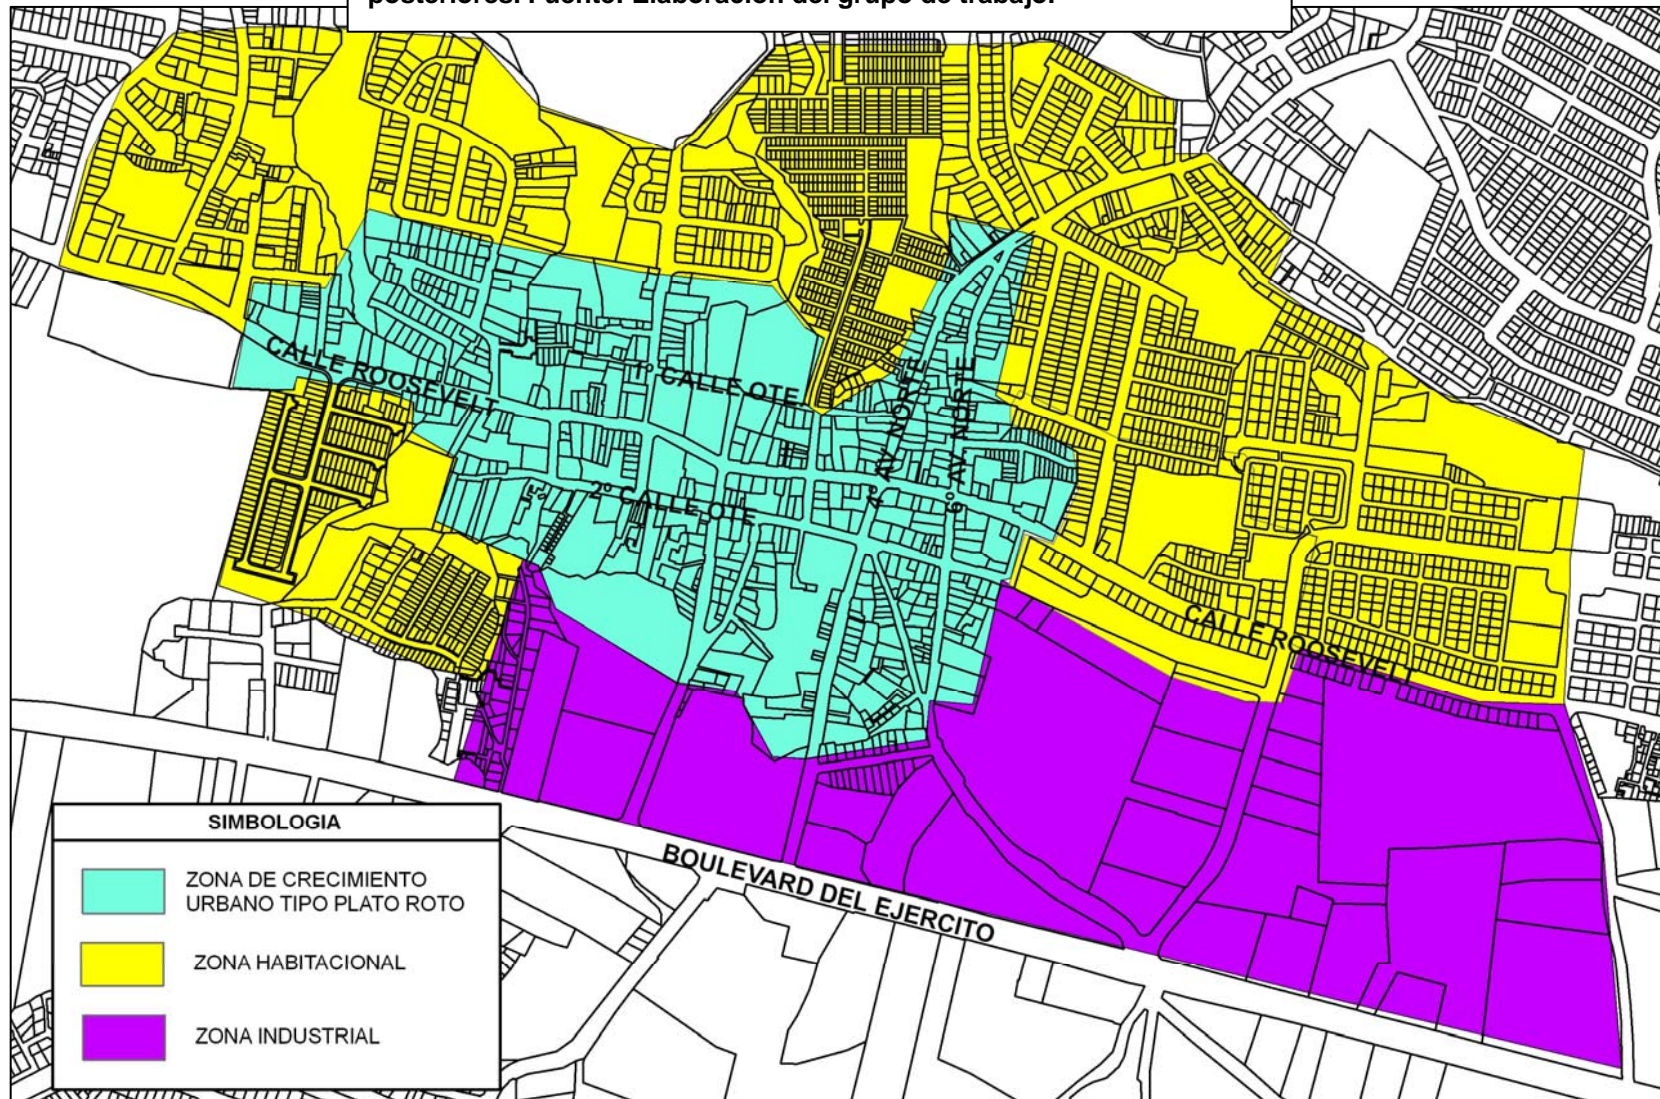 posteriores. Fuente: Elaboración del grupo de trabajo.
CALLE ROOSEVELT
1° CALLE OTE.
4° AV NORTE
6° AV NORTE
2° CALLE OTE
CALLE ROOSEVELT
BOULEVARD DEL EJERCITO
SIMBOLOGIA
ZONA DE CRECIMIENTO
URBANO TIPO PLATO ROTO
ZONA HABITACIONAL
ZONA INDUSTRIAL